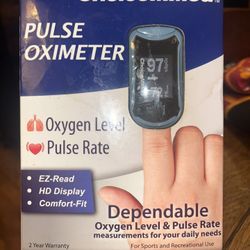 ChoiceMMed™
PULSE
OXIMETER
97
Oxygen Level
Pulse Rate
• EZ-Read
• HD Display
• Comfort-Fit
Dependable
Oxygen Level & Pulse Rate
measurements for your daily needs
2 Year Warranty
For Sports and Recreational Use